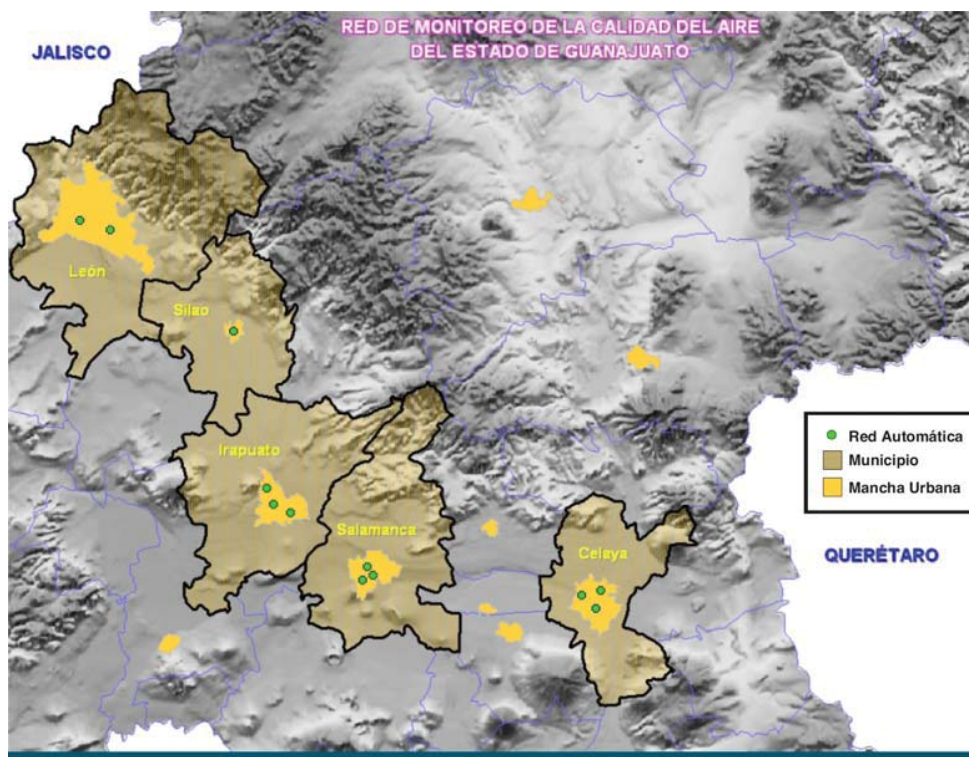 RED DE MONITOREO DE LA CALIDAD DEL AIRE
DEL ESTADO DE GUANAJUATO
JALISCO
León
Silao
Irapuato
Salamanca
Celaya
Red Automática
Municipio
Mancha Urbana
QUERÉTARO